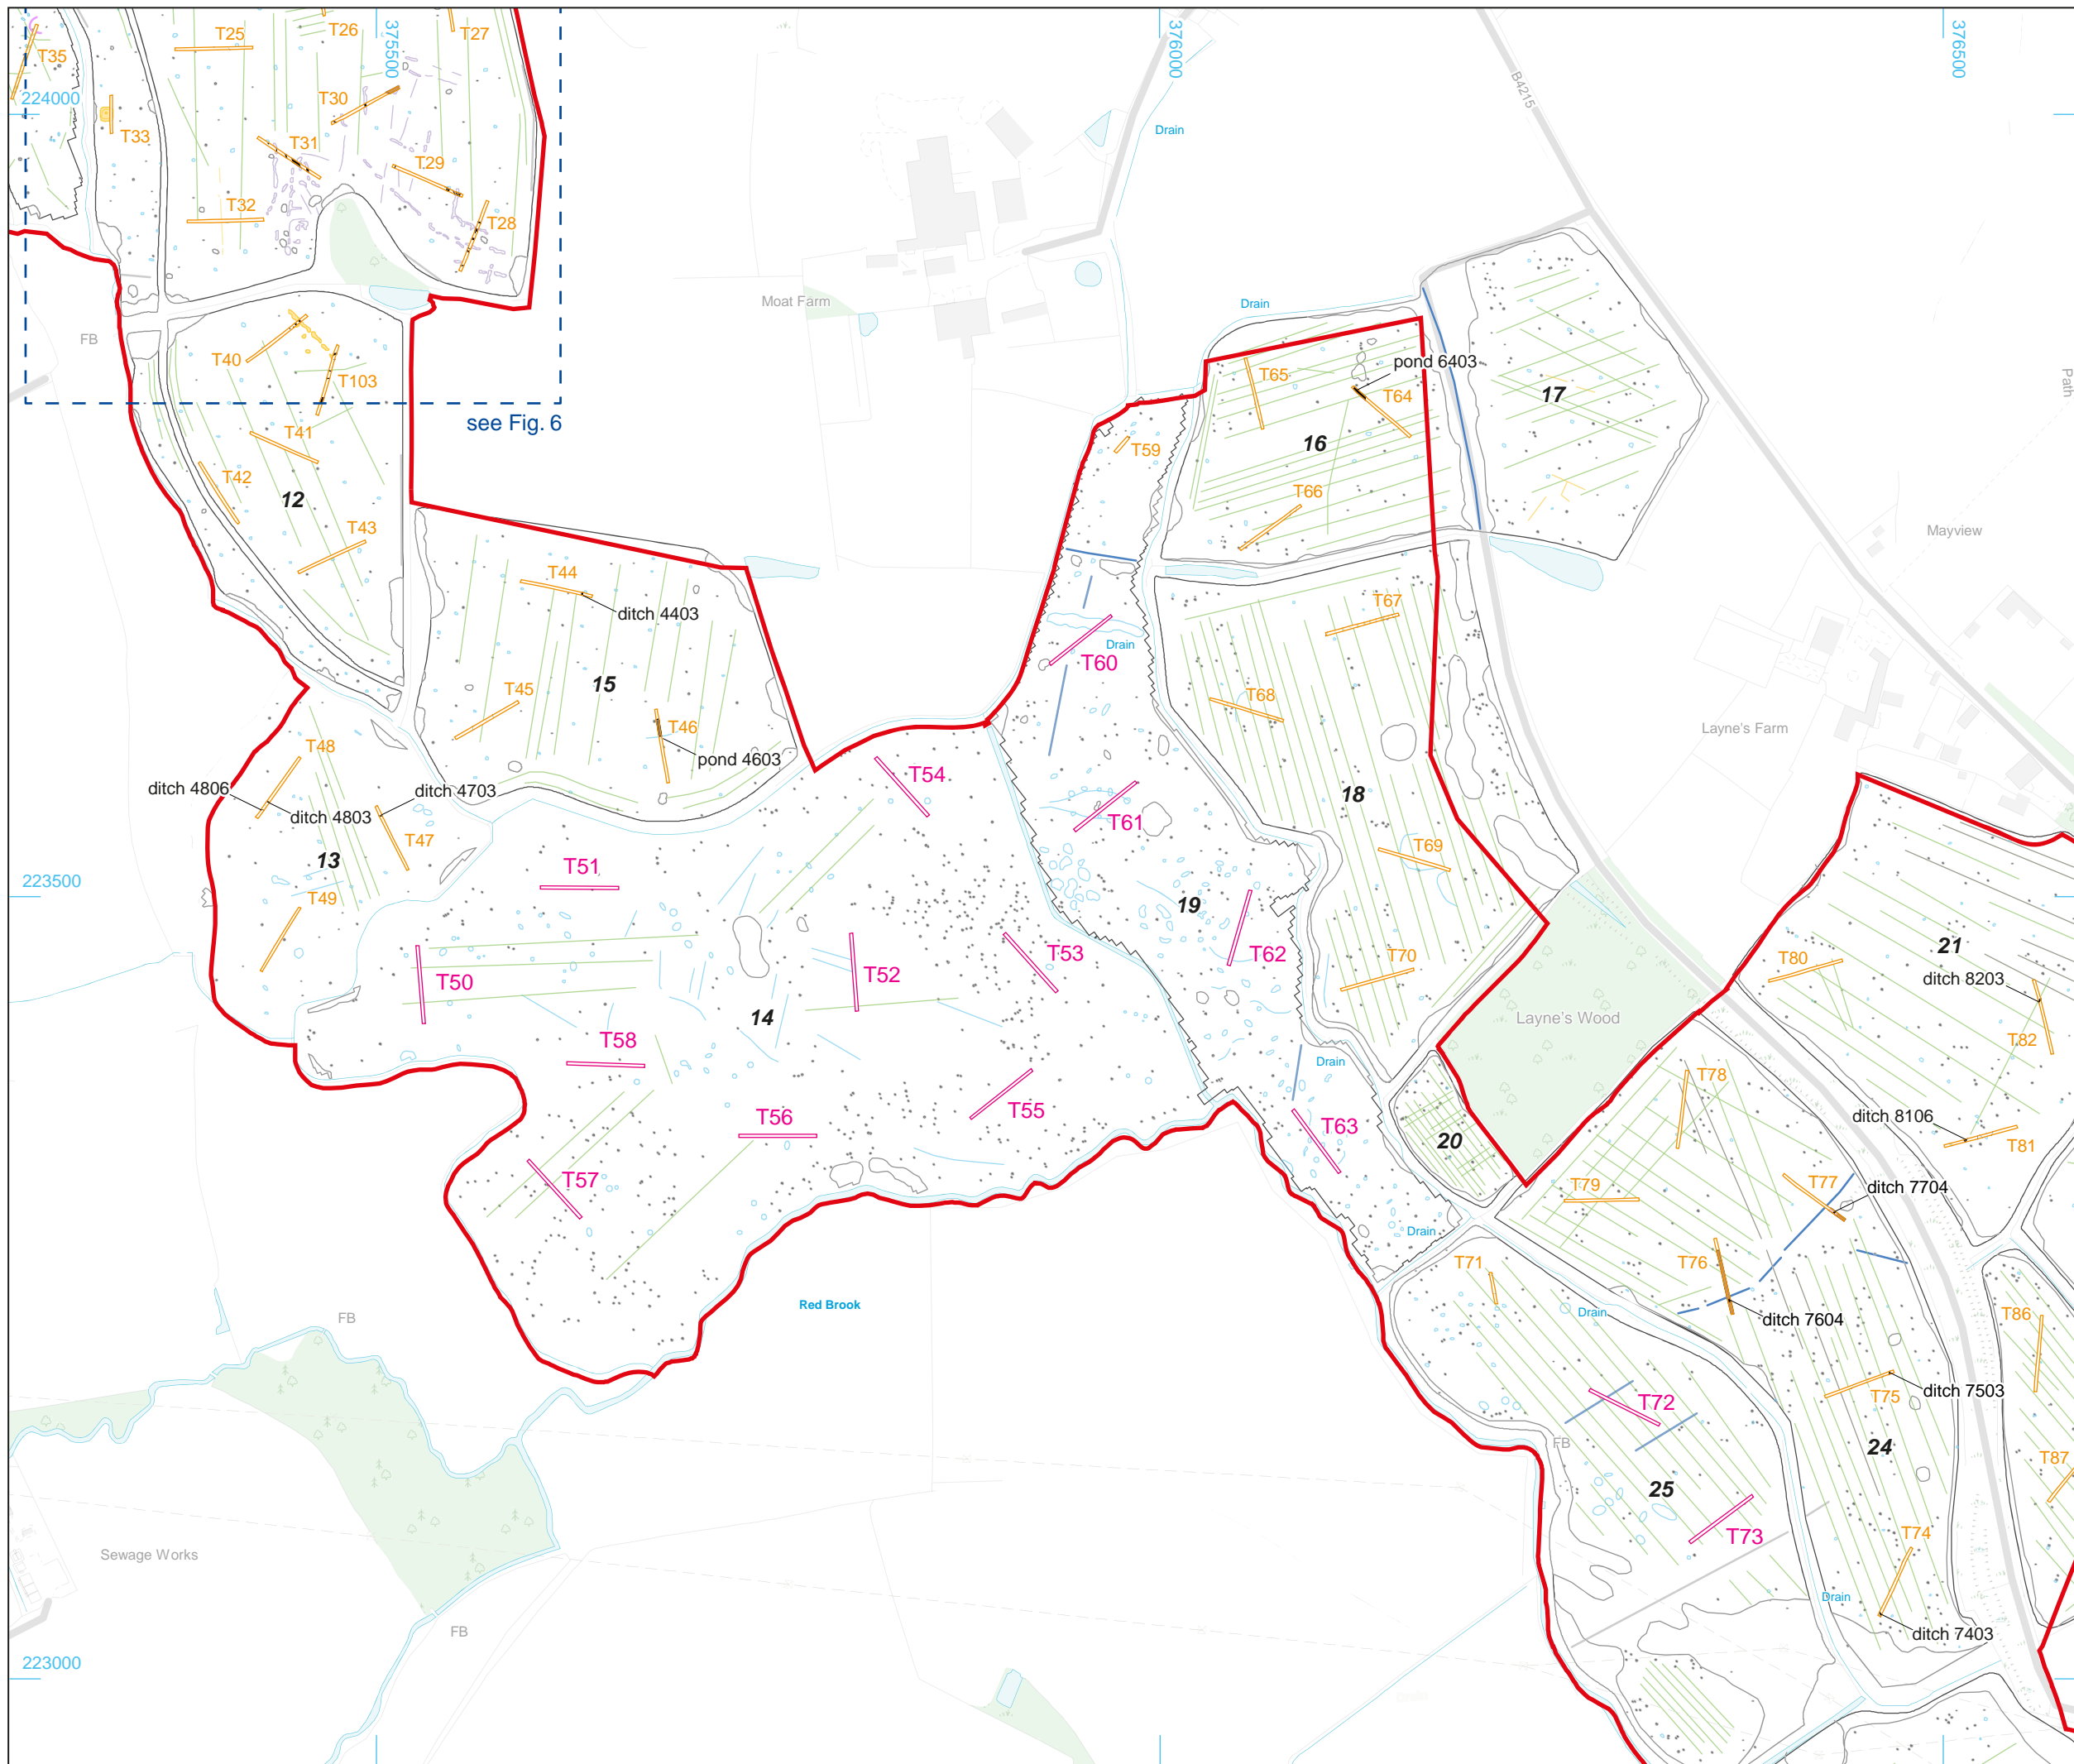 T25
T26
375500
T27
376000
376500
T35
B4215
224000
T30
T33
Drain
T31
T29
T32
T28
Moat Farm
Drain
FB
T40
T103
T65
pond 6403
T64
17
Path
see Fig. 6
T41
16
T59
T42
12
T66
Mayview
T43
T44
ditch 4403
T67
Drain
T60
15
T45
T68
T46
Layne's Farm
T48
pond 4603
T54
ditch 4806
ditch 4703
ditch 4803
T61
18
T47
T69
13
T51
223500
T49
19
21
T53
T62
T80
T70
T52
ditch 8203
T50
14
Layne's Wood
T58
T82
Drain
T78
T55
T56
ditch 8106
T63
20
T81
T57
T79
T77
ditch 7704
Drain
T71
T76
Red Brook
Drain
FB
ditch 7604
T86
ditch 7503
T75
T72
FB
24
T87
25
T73
T74
Sewage Works
Drain
FB
ditch 7403
223000